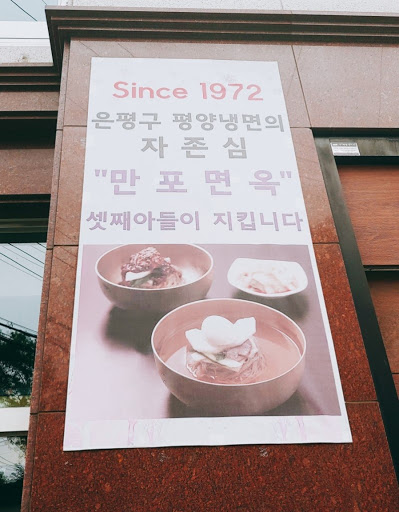 Since 1972
은평구 평양냉면의
자존심
"만포면옥"
셋째아들이 지킵니다